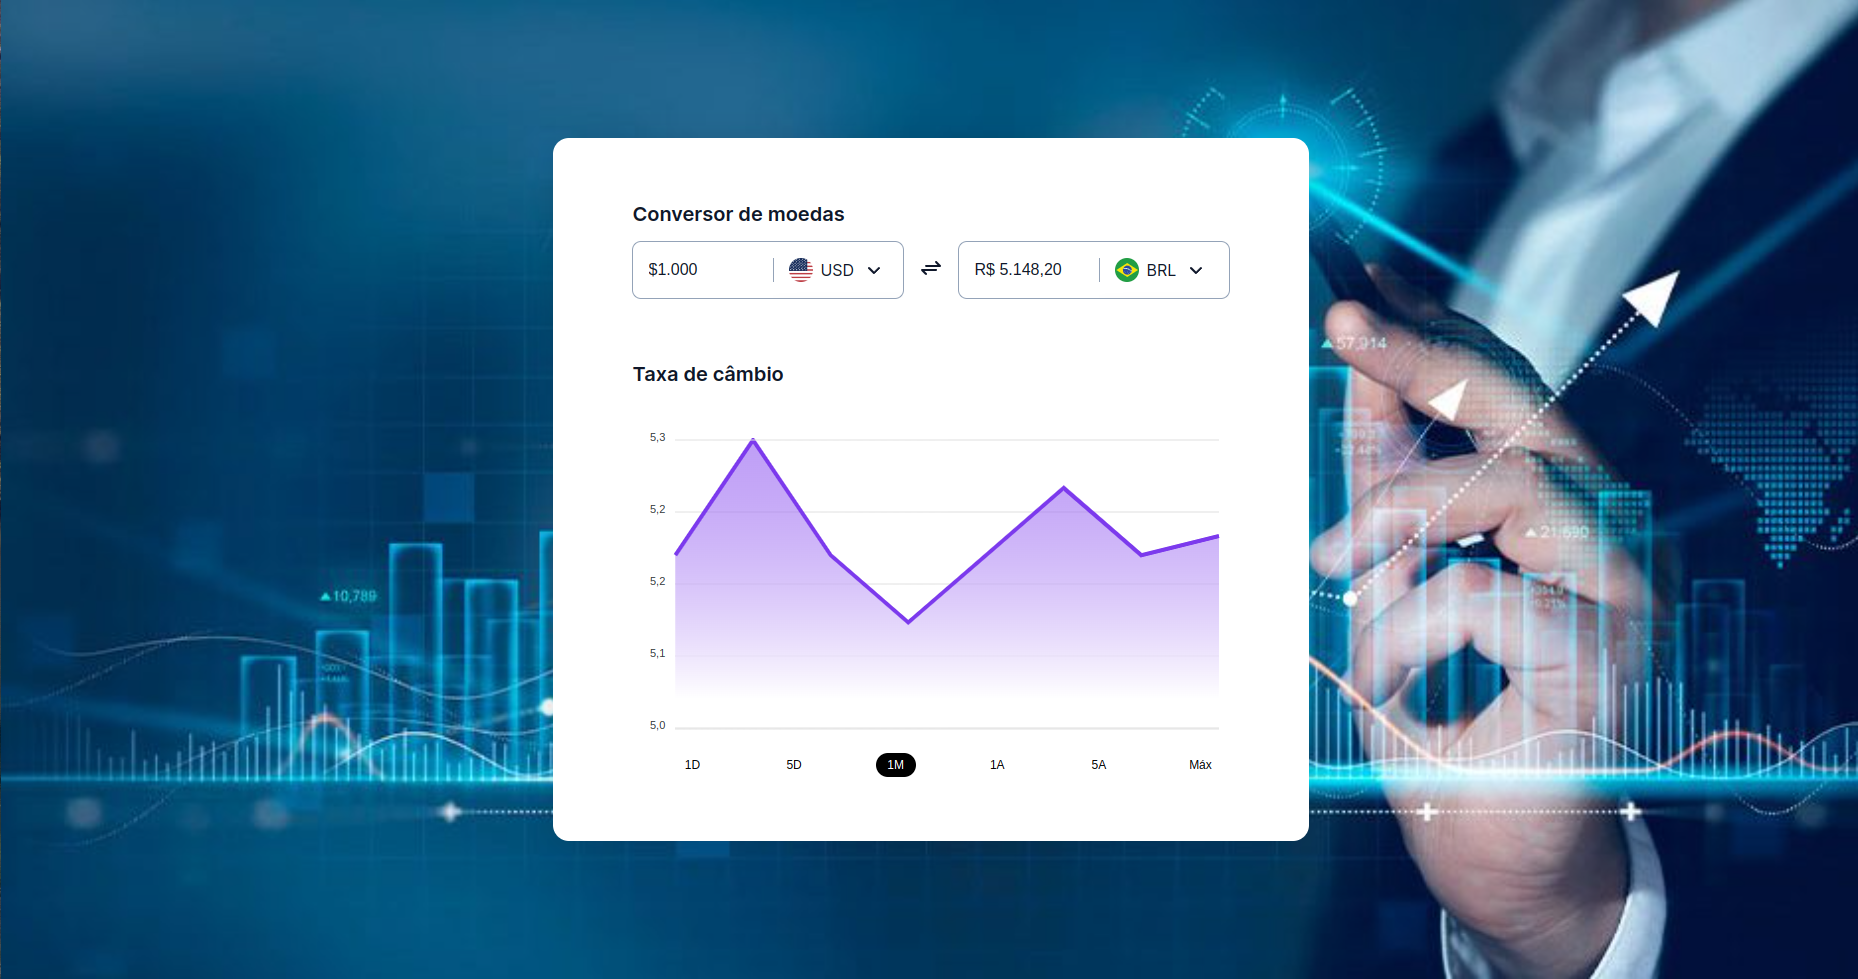 Conversor de moedas
$1.000 USD R$ 5.148,20 BRL
Taxa de câmbio
5,3
5,2
5,2
5,1
5,0
1D 5D 1M 1A 5A Máx
57,914
21,690
10,789